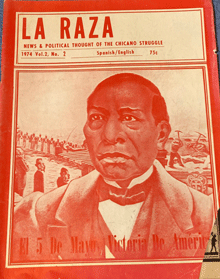 LA RAZA
NEWS & POLITICAL THOUGHT OF THE CHICANO STRUGGLE
1974 Vol. 2, No. 2 Spanish/English 75c
El 5 De Mayo, Victoria De America